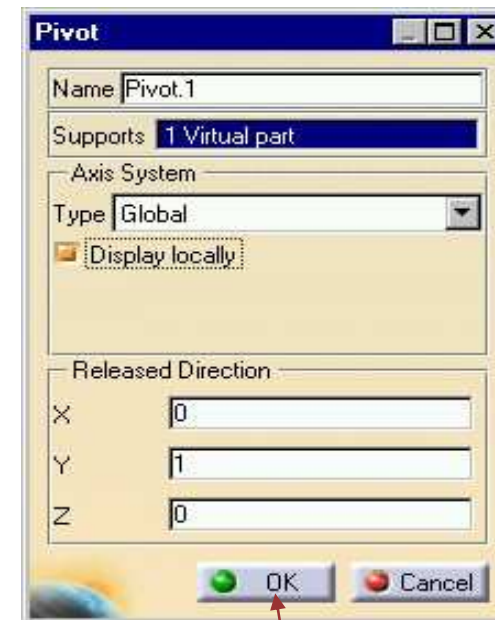 Pivot
Name Pivot.1
Supports 1 Virtual part
Axis System
Type Global
Display locally
Released Direction
X 0
Y 1
Z 0
OK Cancel